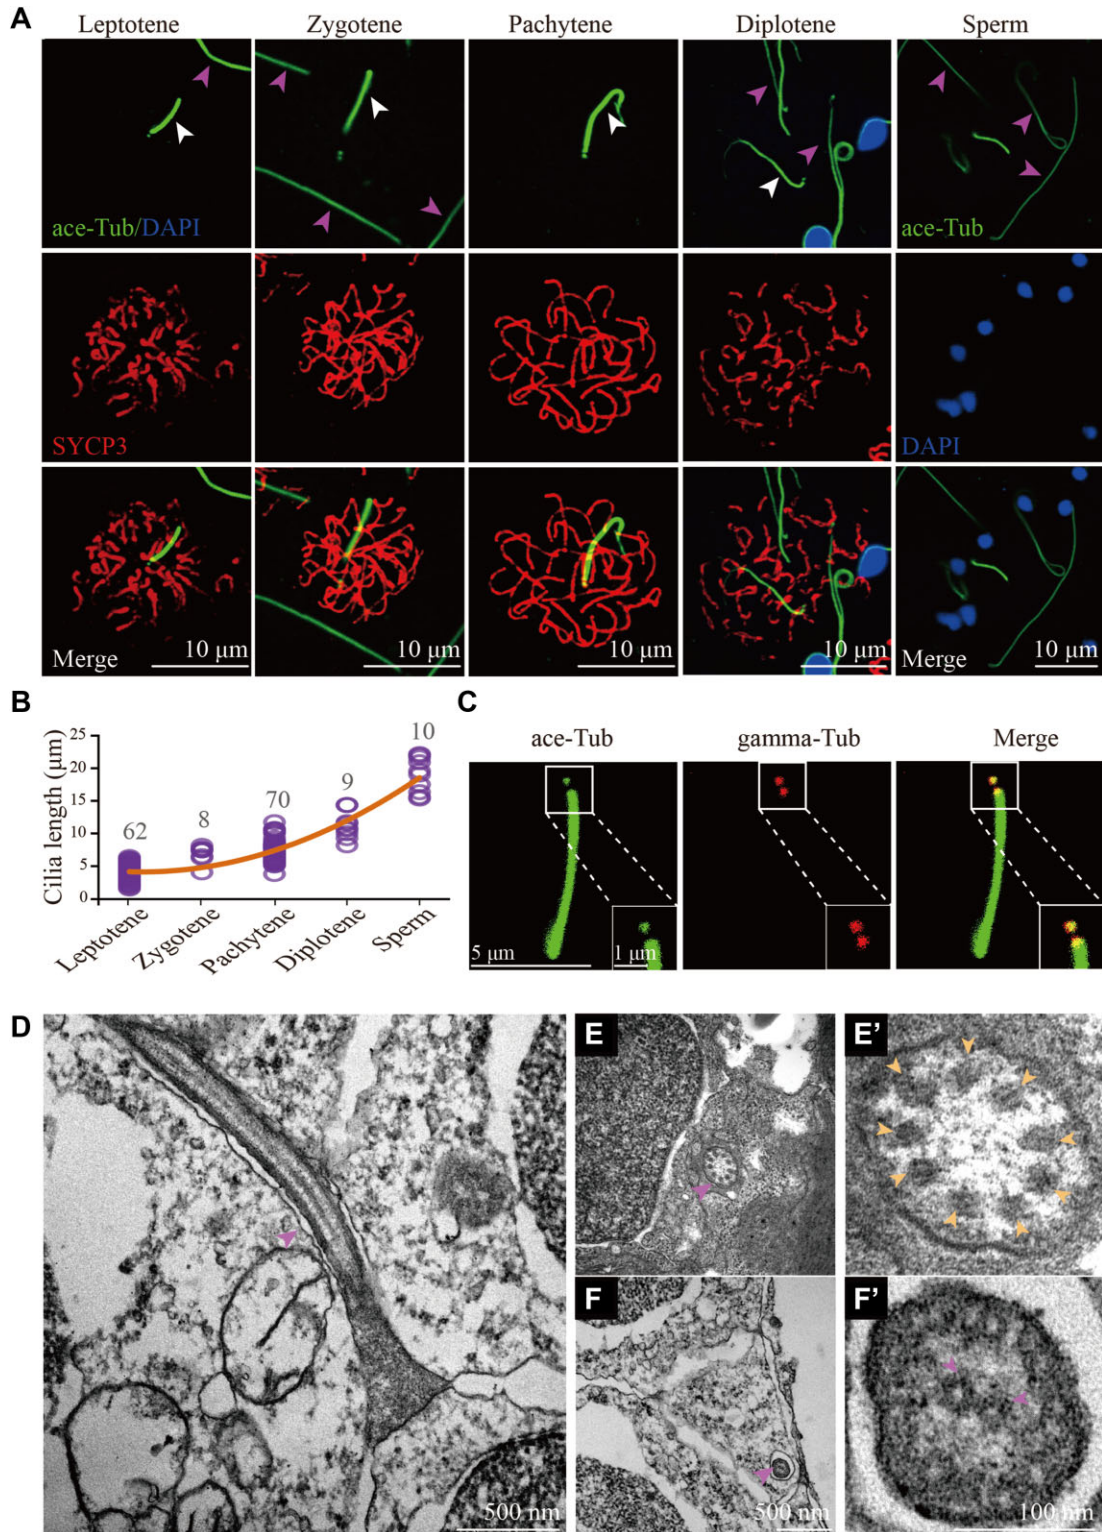 A
Leptotene Zygotene Pachytene Diplotene Sperm
ace-Tub/DAPI ace-Tub
SYCP3 DAPI
Merge 10 μm 10 μm 10 μm 10 μm Merge 10 μm
B
Cilia length (μm)
25
20
15
10
5
0
62 8 70 9 10
Leptotene Zygotene Pachytene Diplotene Sperm
C
ace-Tub gamma-Tub Merge
5 μm 1 μm
D E E’
F F’
500 nm 500 nm 100 nm